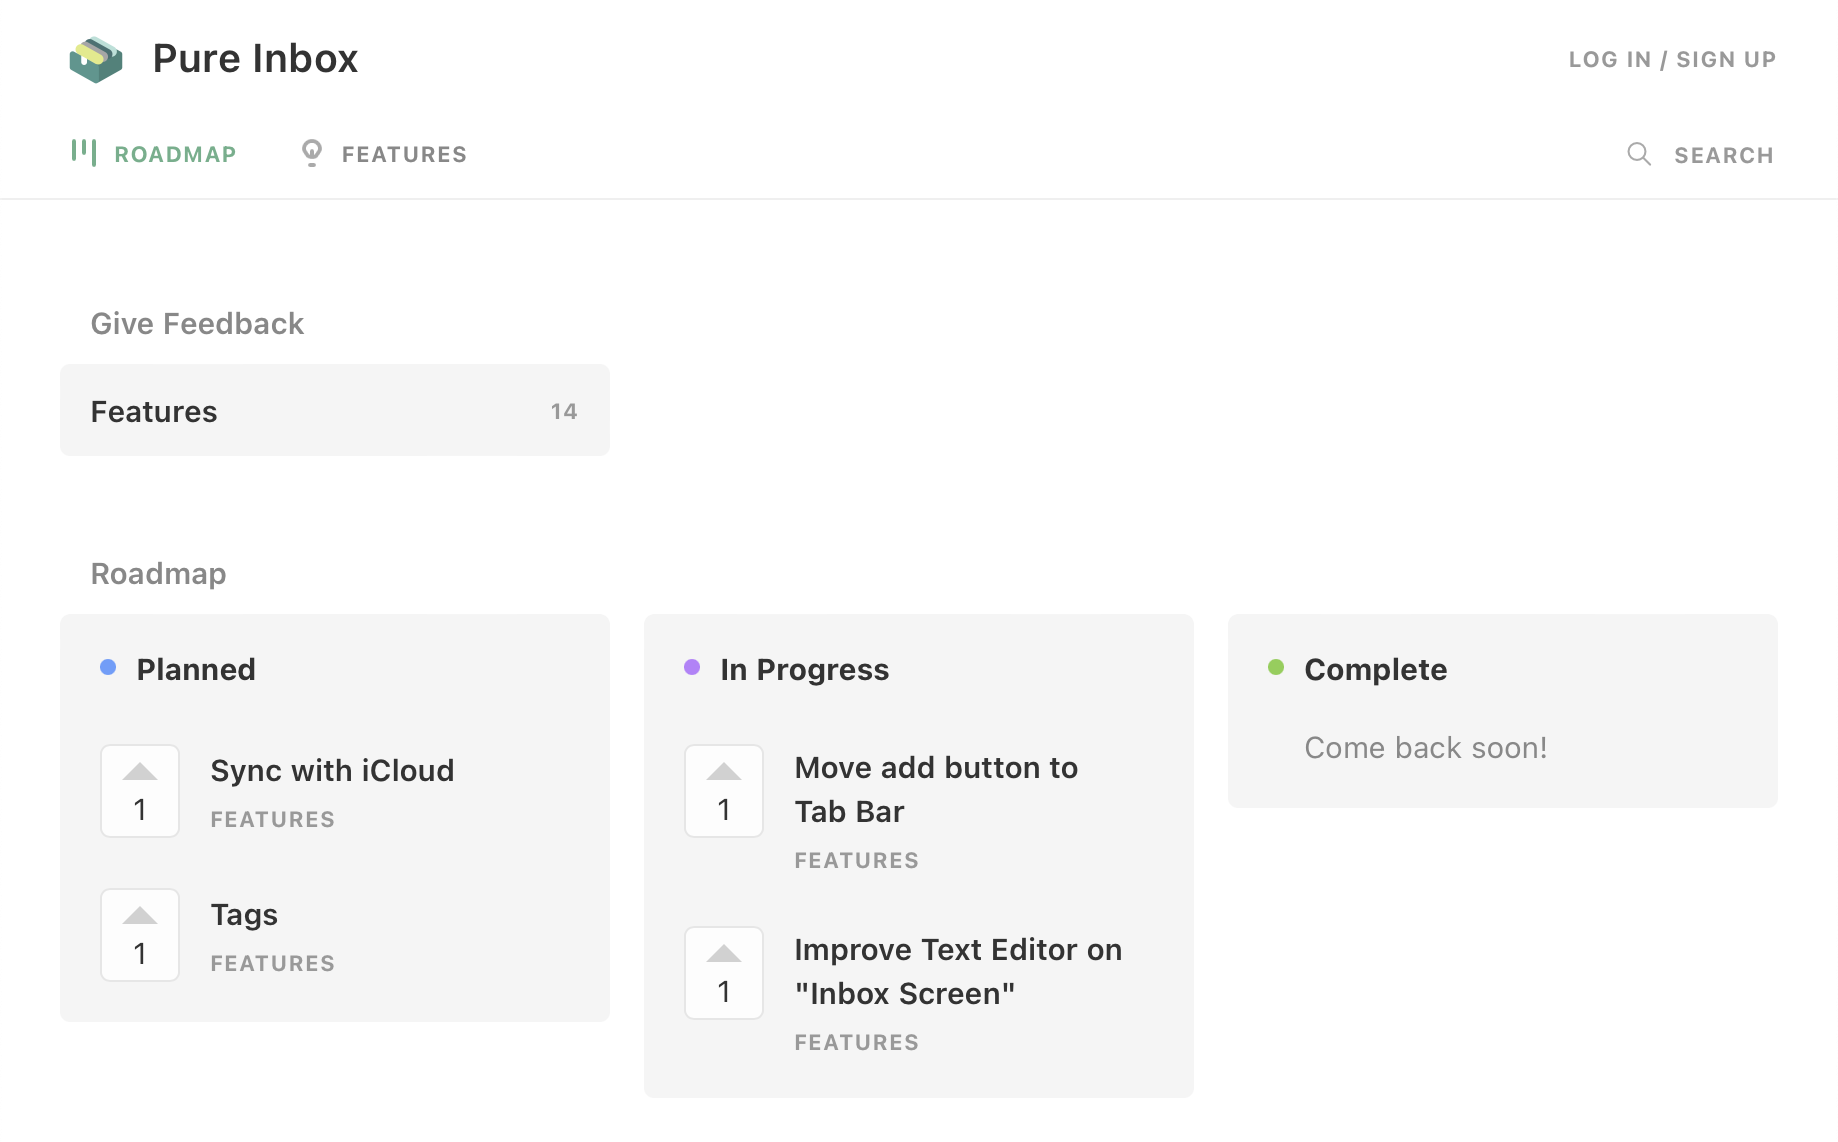 Pure Inbox
LOG IN / SIGN UP
ROADMAP
FEATURES
SEARCH
Give Feedback
Features
14
Roadmap
Planned
1
Sync with iCloud
FEATURES
1
Tags
FEATURES
In Progress
1
Move add button to
Tab Bar
FEATURES
1
Improve Text Editor on
"Inbox Screen"
FEATURES
Complete
Come back soon!